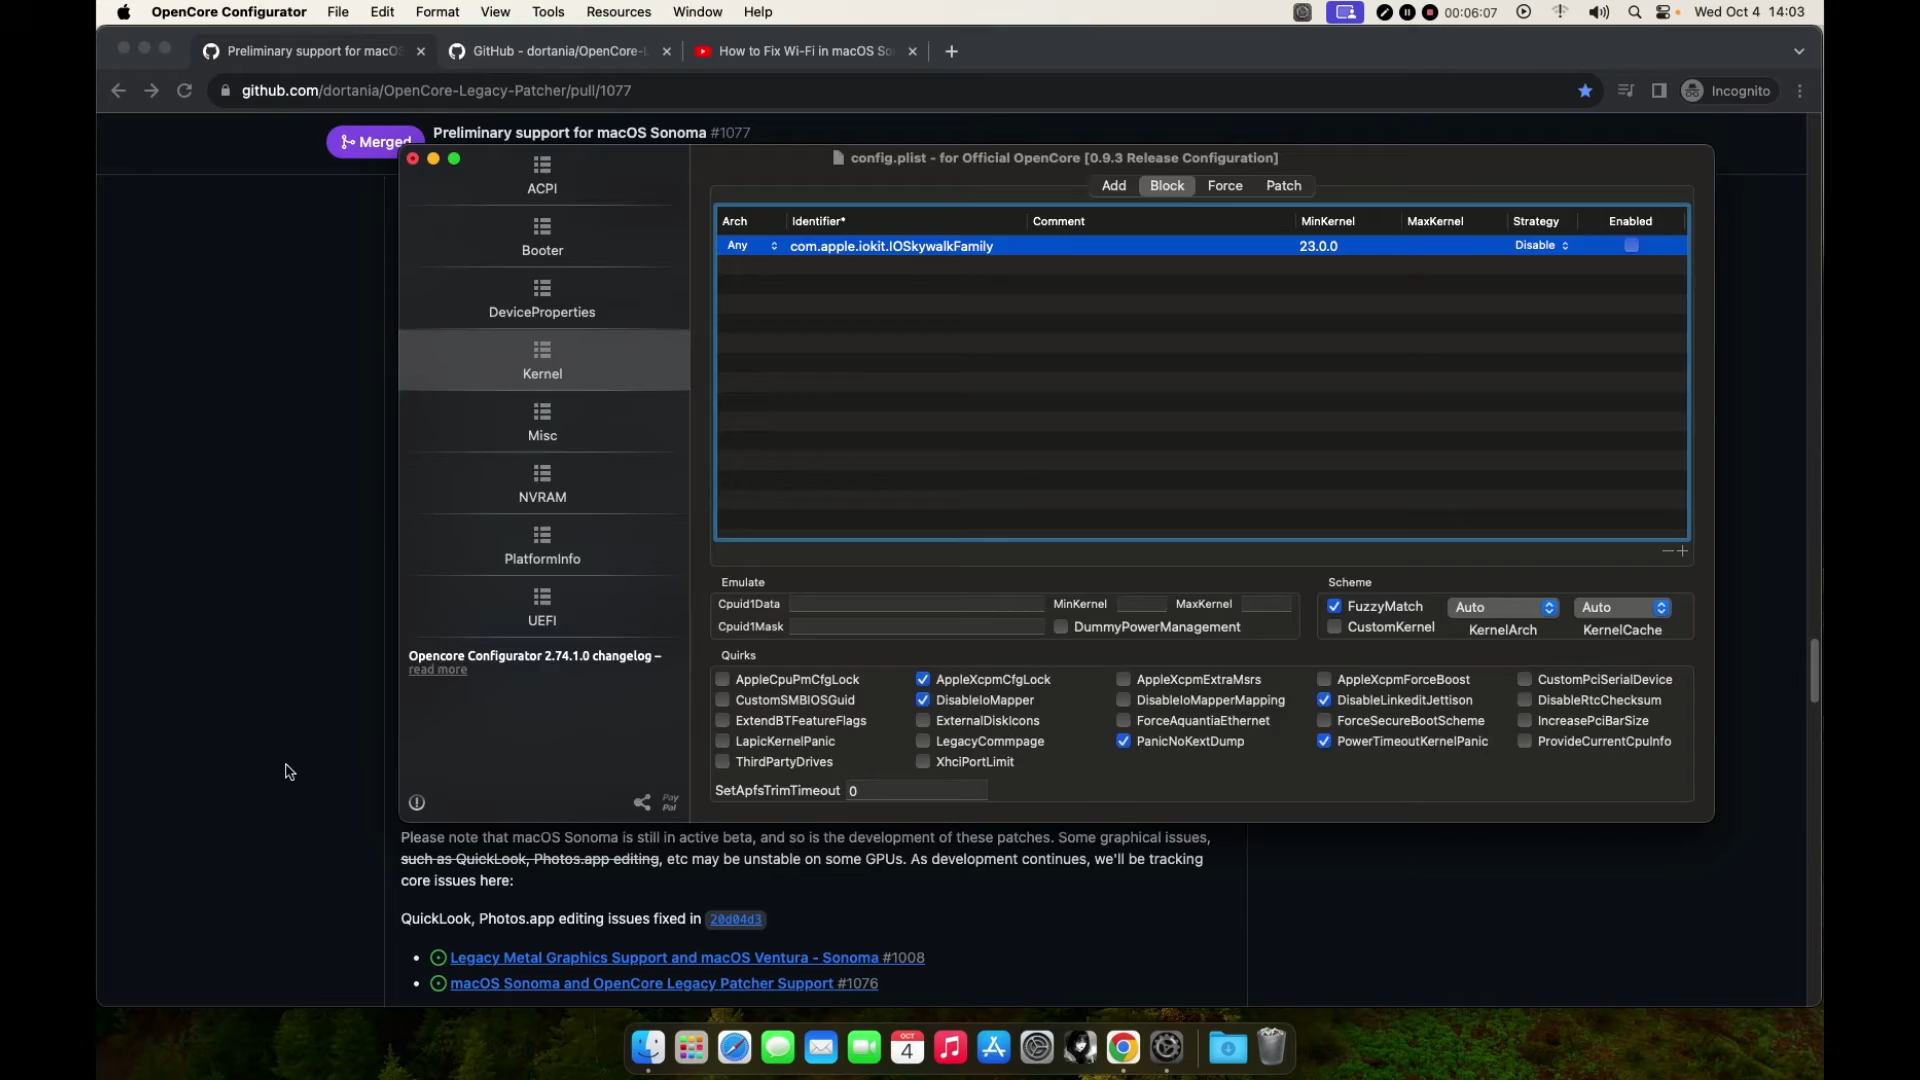 OpenCore Configurator File Edit Format View Tools Resources Window Help 00:06:07 Wed Oct 4 14:03
Preliminary support for macOS GitHub - dortania/OpenCore-L How to Fix Wi-Fi in macOS So
github.com/dortania/OpenCore-Legacy-Patcher/pull/1077 Incognito
Merged
Preliminary support for macOS Sonoma #1077
config.plist - for Official OpenCore [0.9.3 Release Configuration]
ACPI
Booter
DeviceProperties
Kernel
Misc
NVRAM
PlatformInfo
UEFI
Opencore Configurator 2.74.1.0 changelog –
read more
Pay
Pal
Add Block Force Patch
Arch Identifier* Comment MinKernel MaxKernel Strategy Enabled
Any com.apple.iokit.IOSkywalkFamily 23.0.0 Disable
Emulate
Cpuid1Data MinKernel MaxKernel
Cpuid1Mask DummyPowerManagement
Scheme
FuzzyMatch Auto Auto
CustomKernel KernelArch KernelCache
Quirks
AppleCpuPmCfgLock AppleXcpmCfgLock AppleXcpmExtraMsrs AppleXcpmForceBoost CustomPciSerialDevice
CustomSMBIOSGuid DisableIoMapper DisableIoMapperMapping DisableLinkeditJettison DisableRtcChecksum
ExtendBTFeatureFlags ExternalDiskIcons ForceAquantiaEthernet ForceSecureBootScheme IncreasePciBarSize
LapicKernelPanic LegacyCommpage PanicNoKextDump PowerTimeoutKernelPanic ProvideCurrentCpuInfo
ThirdPartyDrives XhciPortLimit
SetApfsTrimTimeout 0
Please note that macOS Sonoma is still in active beta, and so is the development of these patches. Some graphical issues,
such as QuickLook, Photos.app editing, etc may be unstable on some GPUs. As development continues, we'll be tracking
core issues here:
QuickLook, Photos.app editing issues fixed in 20d04d3
Legacy Metal Graphics Support and macOS Ventura - Sonoma #1008
macOS Sonoma and OpenCore Legacy Patcher Support #1076
OCT
4